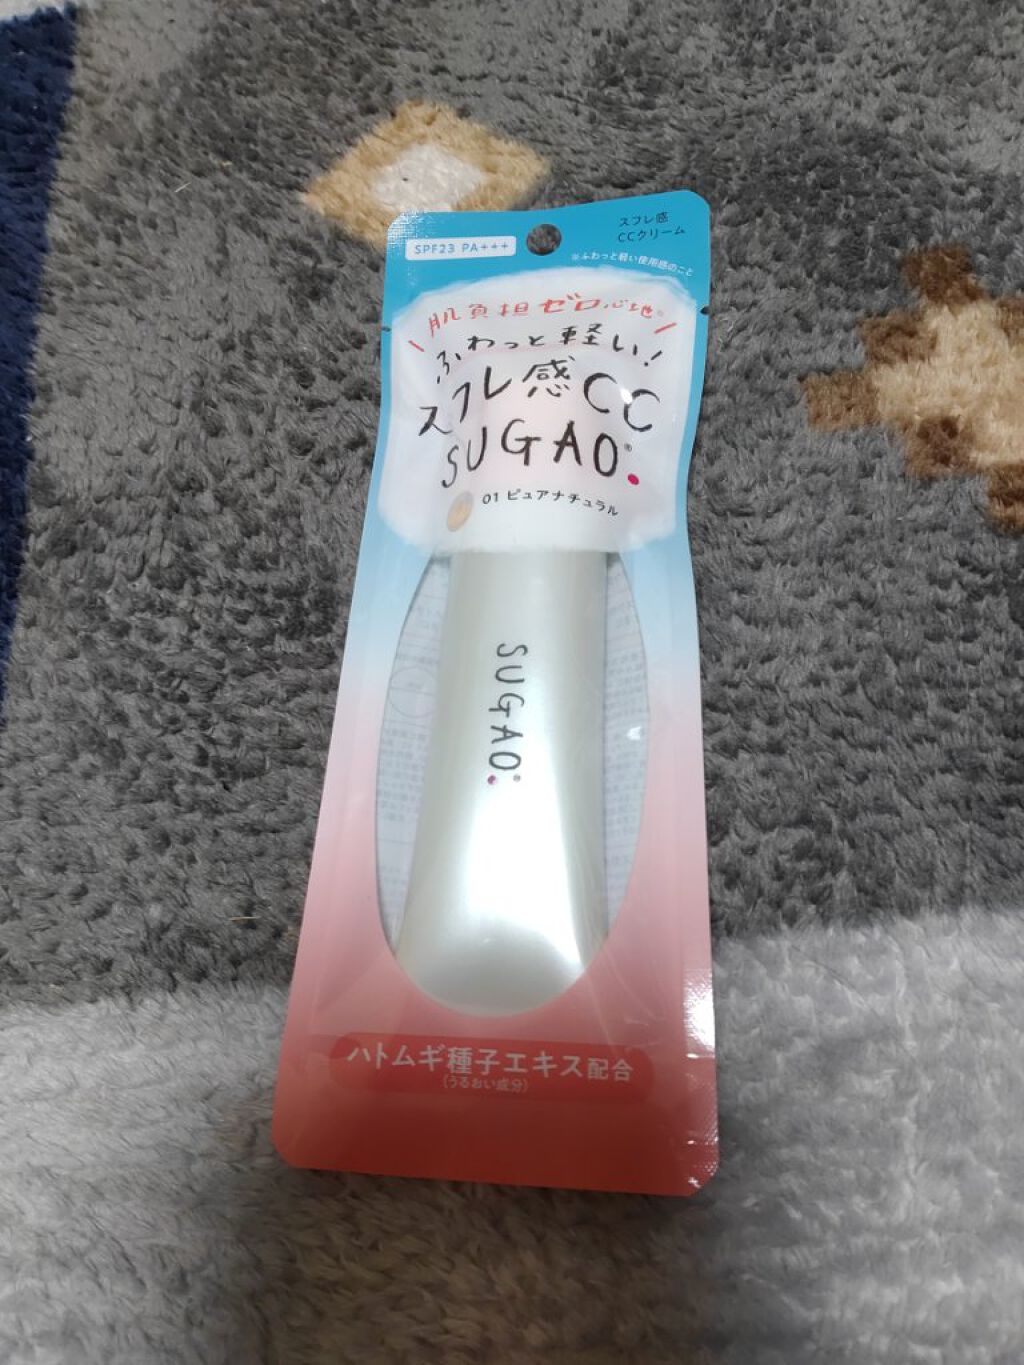 SPF23 PA+++
スフレ感
CCクリーム
※ふわっと軽い使用感のこと
肌負担ゼロ心地。
ふわっと軽い!
スフレ感CC
SUGAO®
01 ピュアナチュラル
SUGAO
ハトムギ種子エキス配合
(うるおい成分)